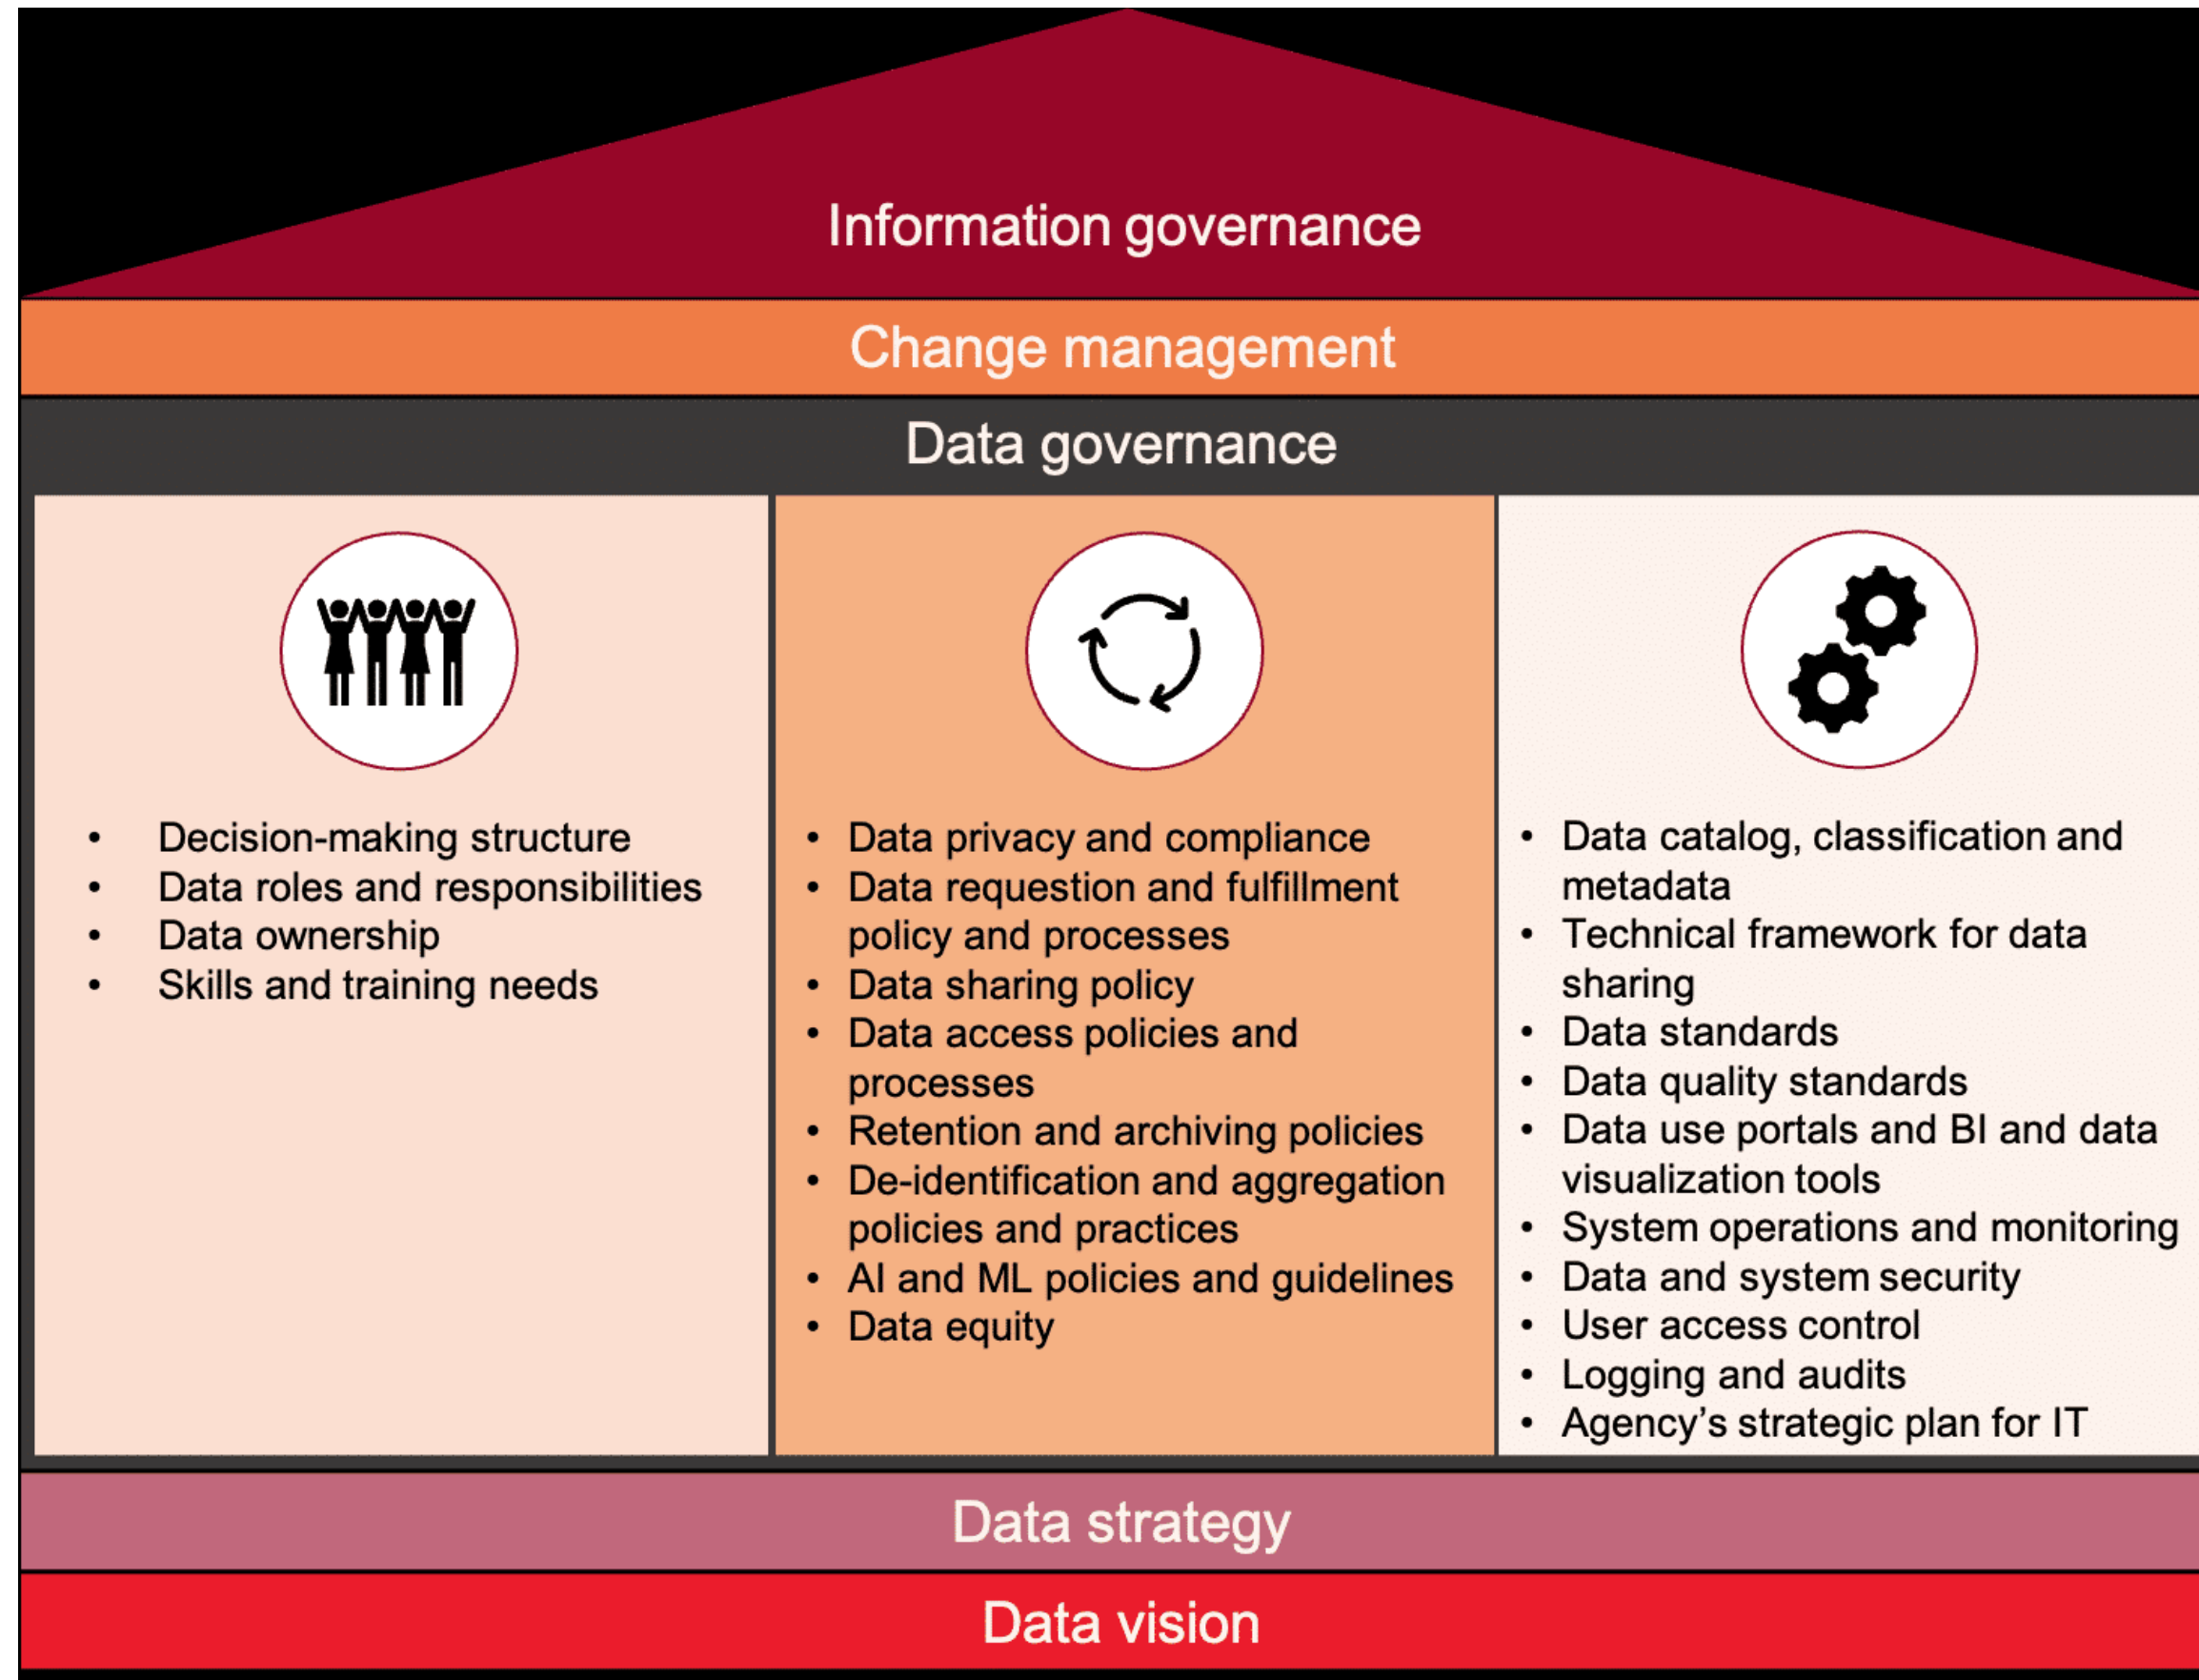 Information governance
Change management
Data governance
• Decision-making structure
• Data roles and responsibilities
• Data ownership
• Skills and training needs
• Data privacy and compliance
• Data requestion and fulfillment
policy and processes
• Data sharing policy
• Data access policies and
processes
• Retention and archiving policies
• De-identification and aggregation
policies and practices
• AI and ML policies and guidelines
• Data equity
• Data catalog, classification and
metadata
• Technical framework for data
sharing
• Data standards
• Data quality standards
• Data use portals and BI and data
visualization tools
• System operations and monitoring
• Data and system security
• User access control
• Logging and audits
• Agency’s strategic plan for IT
Data strategy
Data vision